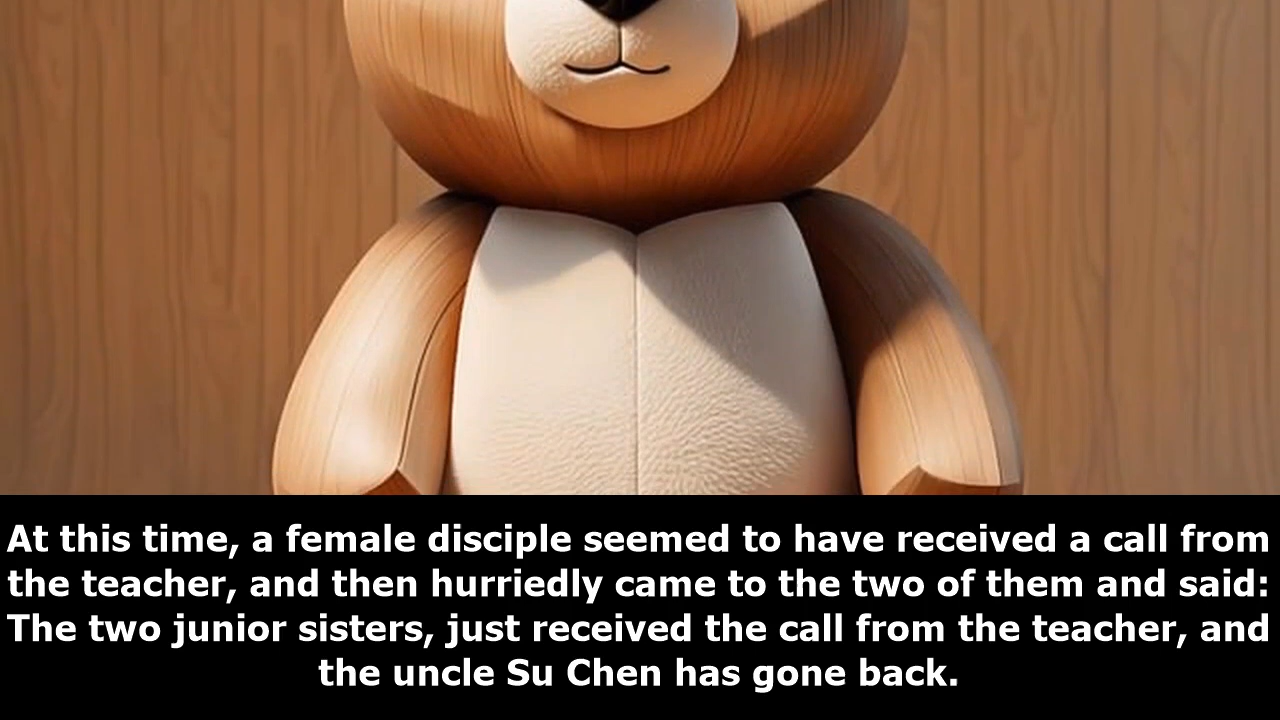 At this time, a female disciple seemed to have received a call from
the teacher, and then hurriedly came to the two of them and said:
The two junior sisters, just received the call from the teacher, and
the uncle Su Chen has gone back.